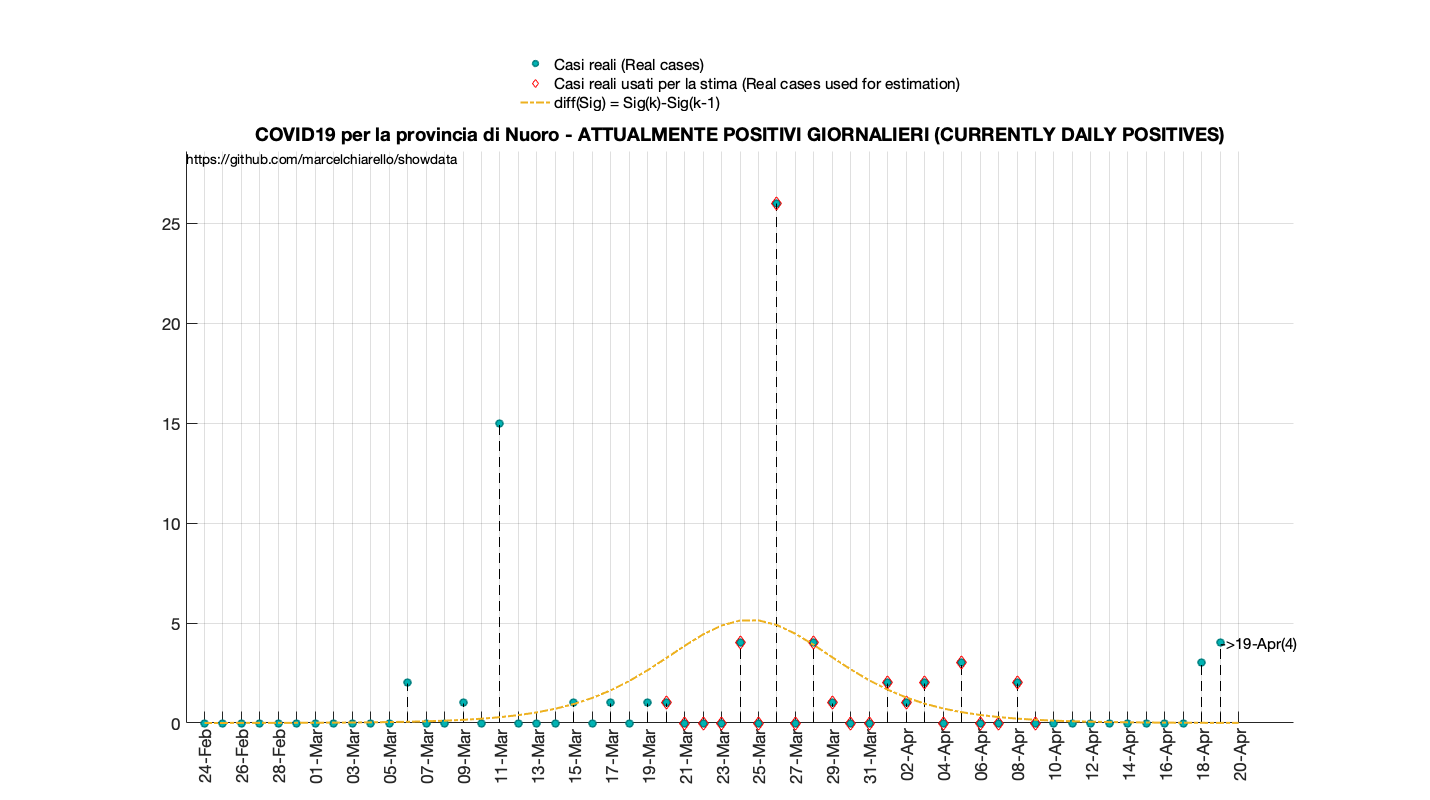 Casi reali (Real cases)
Casi reali usati per la stima (Real cases used for estimation)
diff(Sig) = Sig(k)-Sig(k-1)
COVID19 per la provincia di Nuoro - ATTUALMENTE POSITIVI GIORNALIERI (CURRENTLY DAILY POSITIVES)
https://github.com/marcelchiarello/showdata
25
20
15
10
5
0
->19-Apr(4)
24-Feb
26-Feb
28-Feb
01-Mar
03-Mar
05-Mar
07-Mar
09-Mar
11-Mar
13-Mar
15-Mar
17-Mar
19-Mar
21-Mar
23-Mar
25-Mar
27-Mar
29-Mar
31-Mar
02-Apr
04-Apr
06-Apr
08-Apr
10-Apr
12-Apr
14-Apr
16-Apr
18-Apr
20-Apr